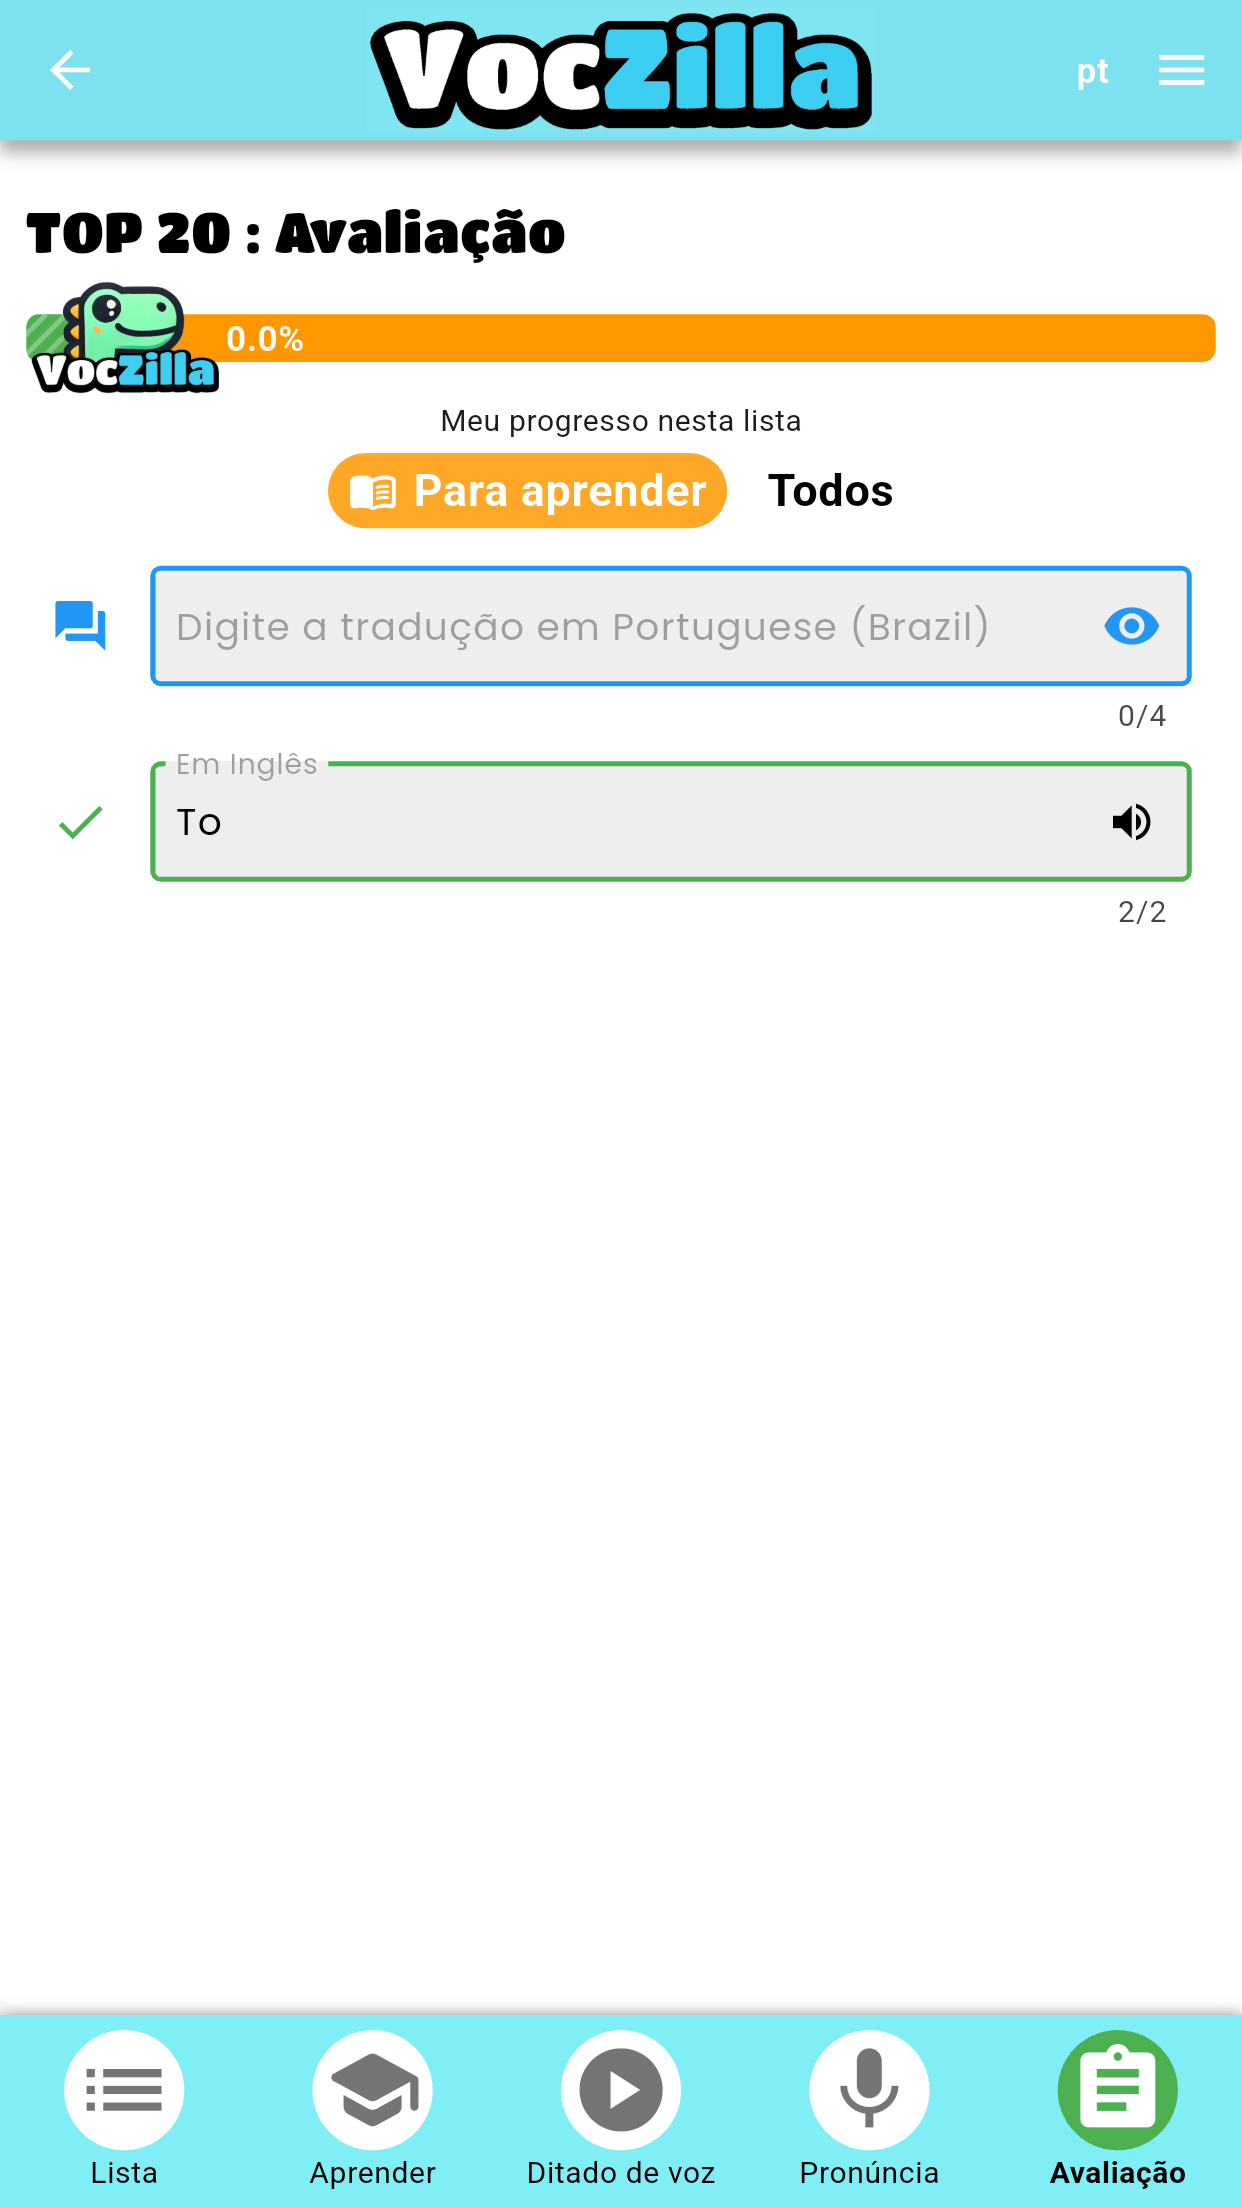 VocZilla
pt
TOP 20 : Avaliação
0.0%
VocZilla
Meu progresso nesta lista
Para aprender
Todos
Digite a tradução em Portuguese (Brazil)
0/4
Em Inglês
To
2/2
Lista
Aprender
Ditado de voz
Pronúncia
Avaliação